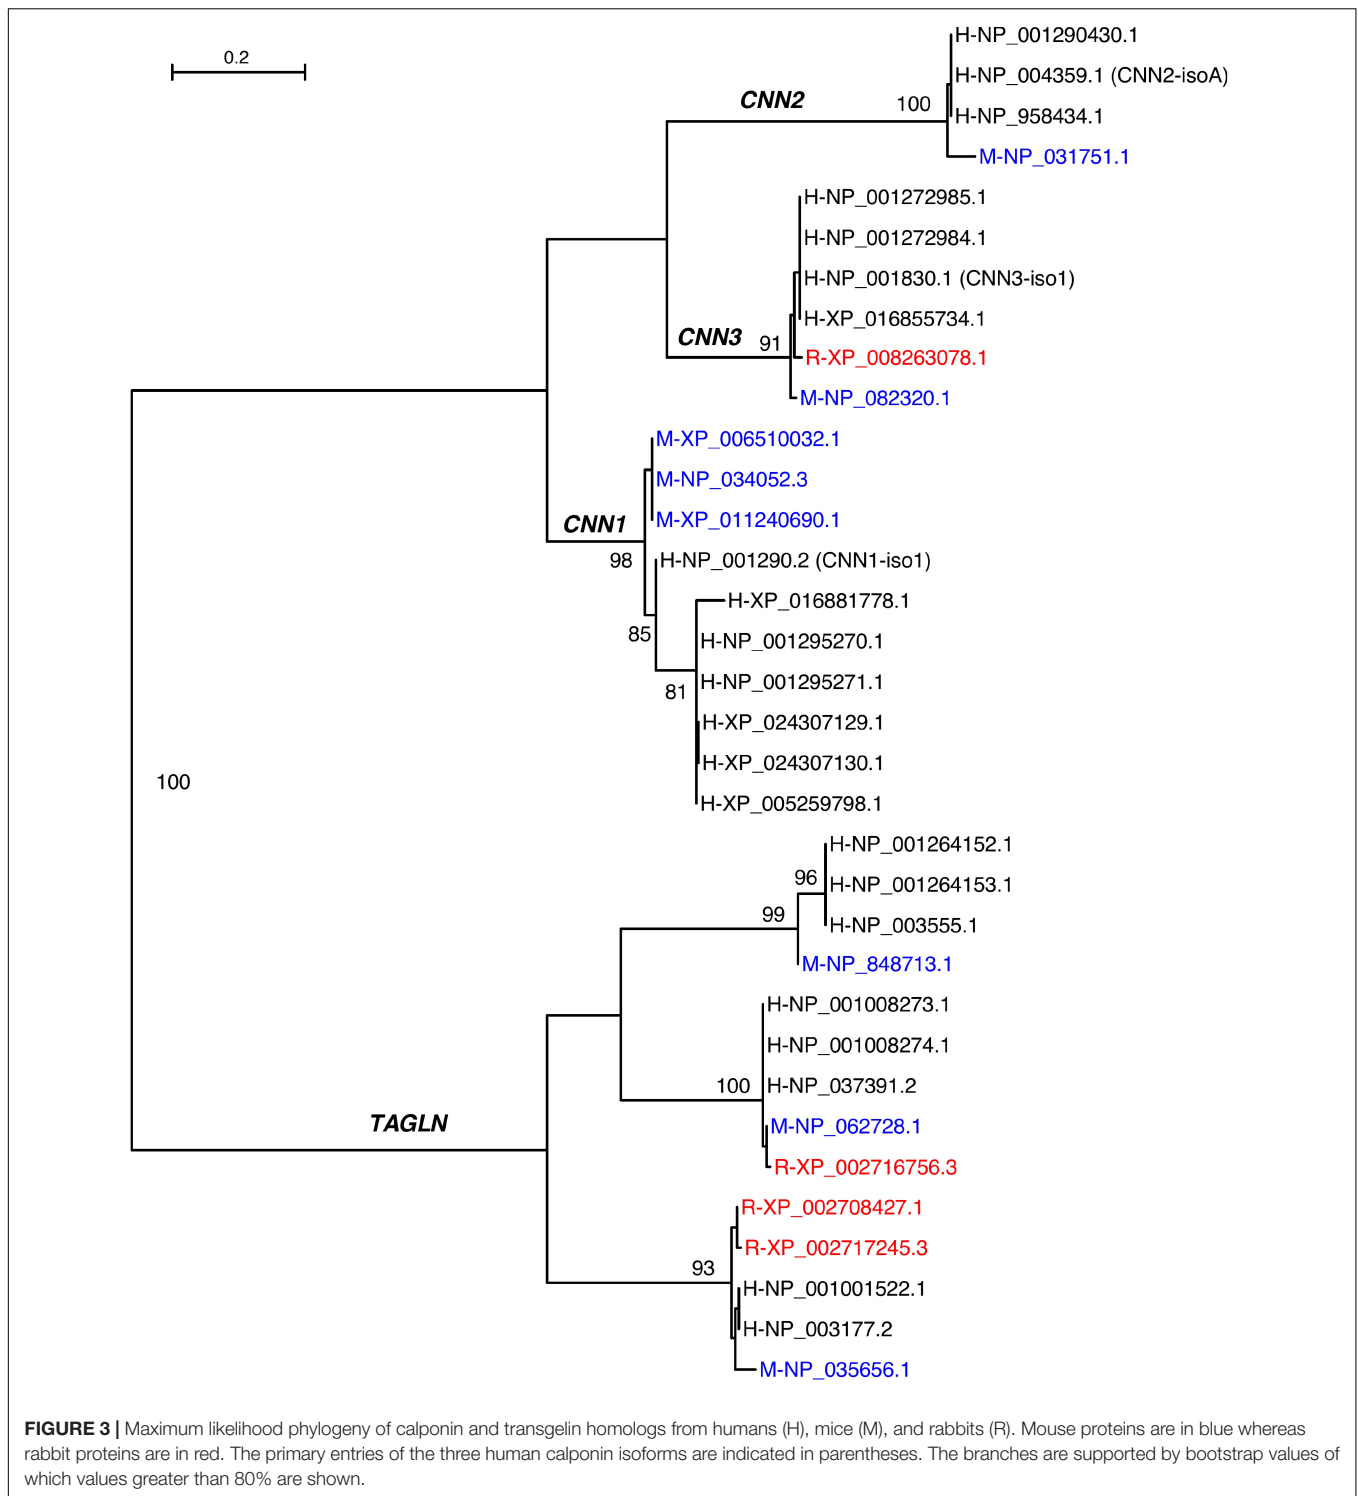 0.2
H-NP_001290430.1
H-NP_004359.1 (CNN2-isoA)
CNN2
100
H-NP_958434.1
M-NP_031751.1
H-NP_001272985.1
H-NP_001272984.1
H-NP_001830.1 (CNN3-iso1)
H-XP_016855734.1
CNN3
91
R-XP_008263078.1
M-NP_082320.1
M-XP_006510032.1
M-NP_034052.3
M-XP_011240690.1
CNN1
98
H-NP_001290.2 (CNN1-iso1)
H-XP_016881778.1
85
H-NP_001295270.1
81
H-NP_001295271.1
H-XP_024307129.1
H-XP_024307130.1
100
H-XP_005259798.1
H-NP_001264152.1
96
H-NP_001264153.1
99
H-NP_003555.1
M-NP_848713.1
H-NP_001008273.1
H-NP_001008274.1
100
H-NP_037391.2
TAGLN
M-NP_062728.1
R-XP_002716756.3
R-XP_002708427.1
R-XP_002717245.3
93
H-NP_001001522.1
H-NP_003177.2
M-NP_035656.1
FIGURE 3 | Maximum likelihood phylogeny of calponin and transgelin homologs from humans (H), mice (M), and rabbits (R). Mouse proteins are in blue whereas
rabbit proteins are in red. The primary entries of the three human calponin isoforms are indicated in parentheses. The branches are supported by bootstrap values of
which values greater than 80% are shown.